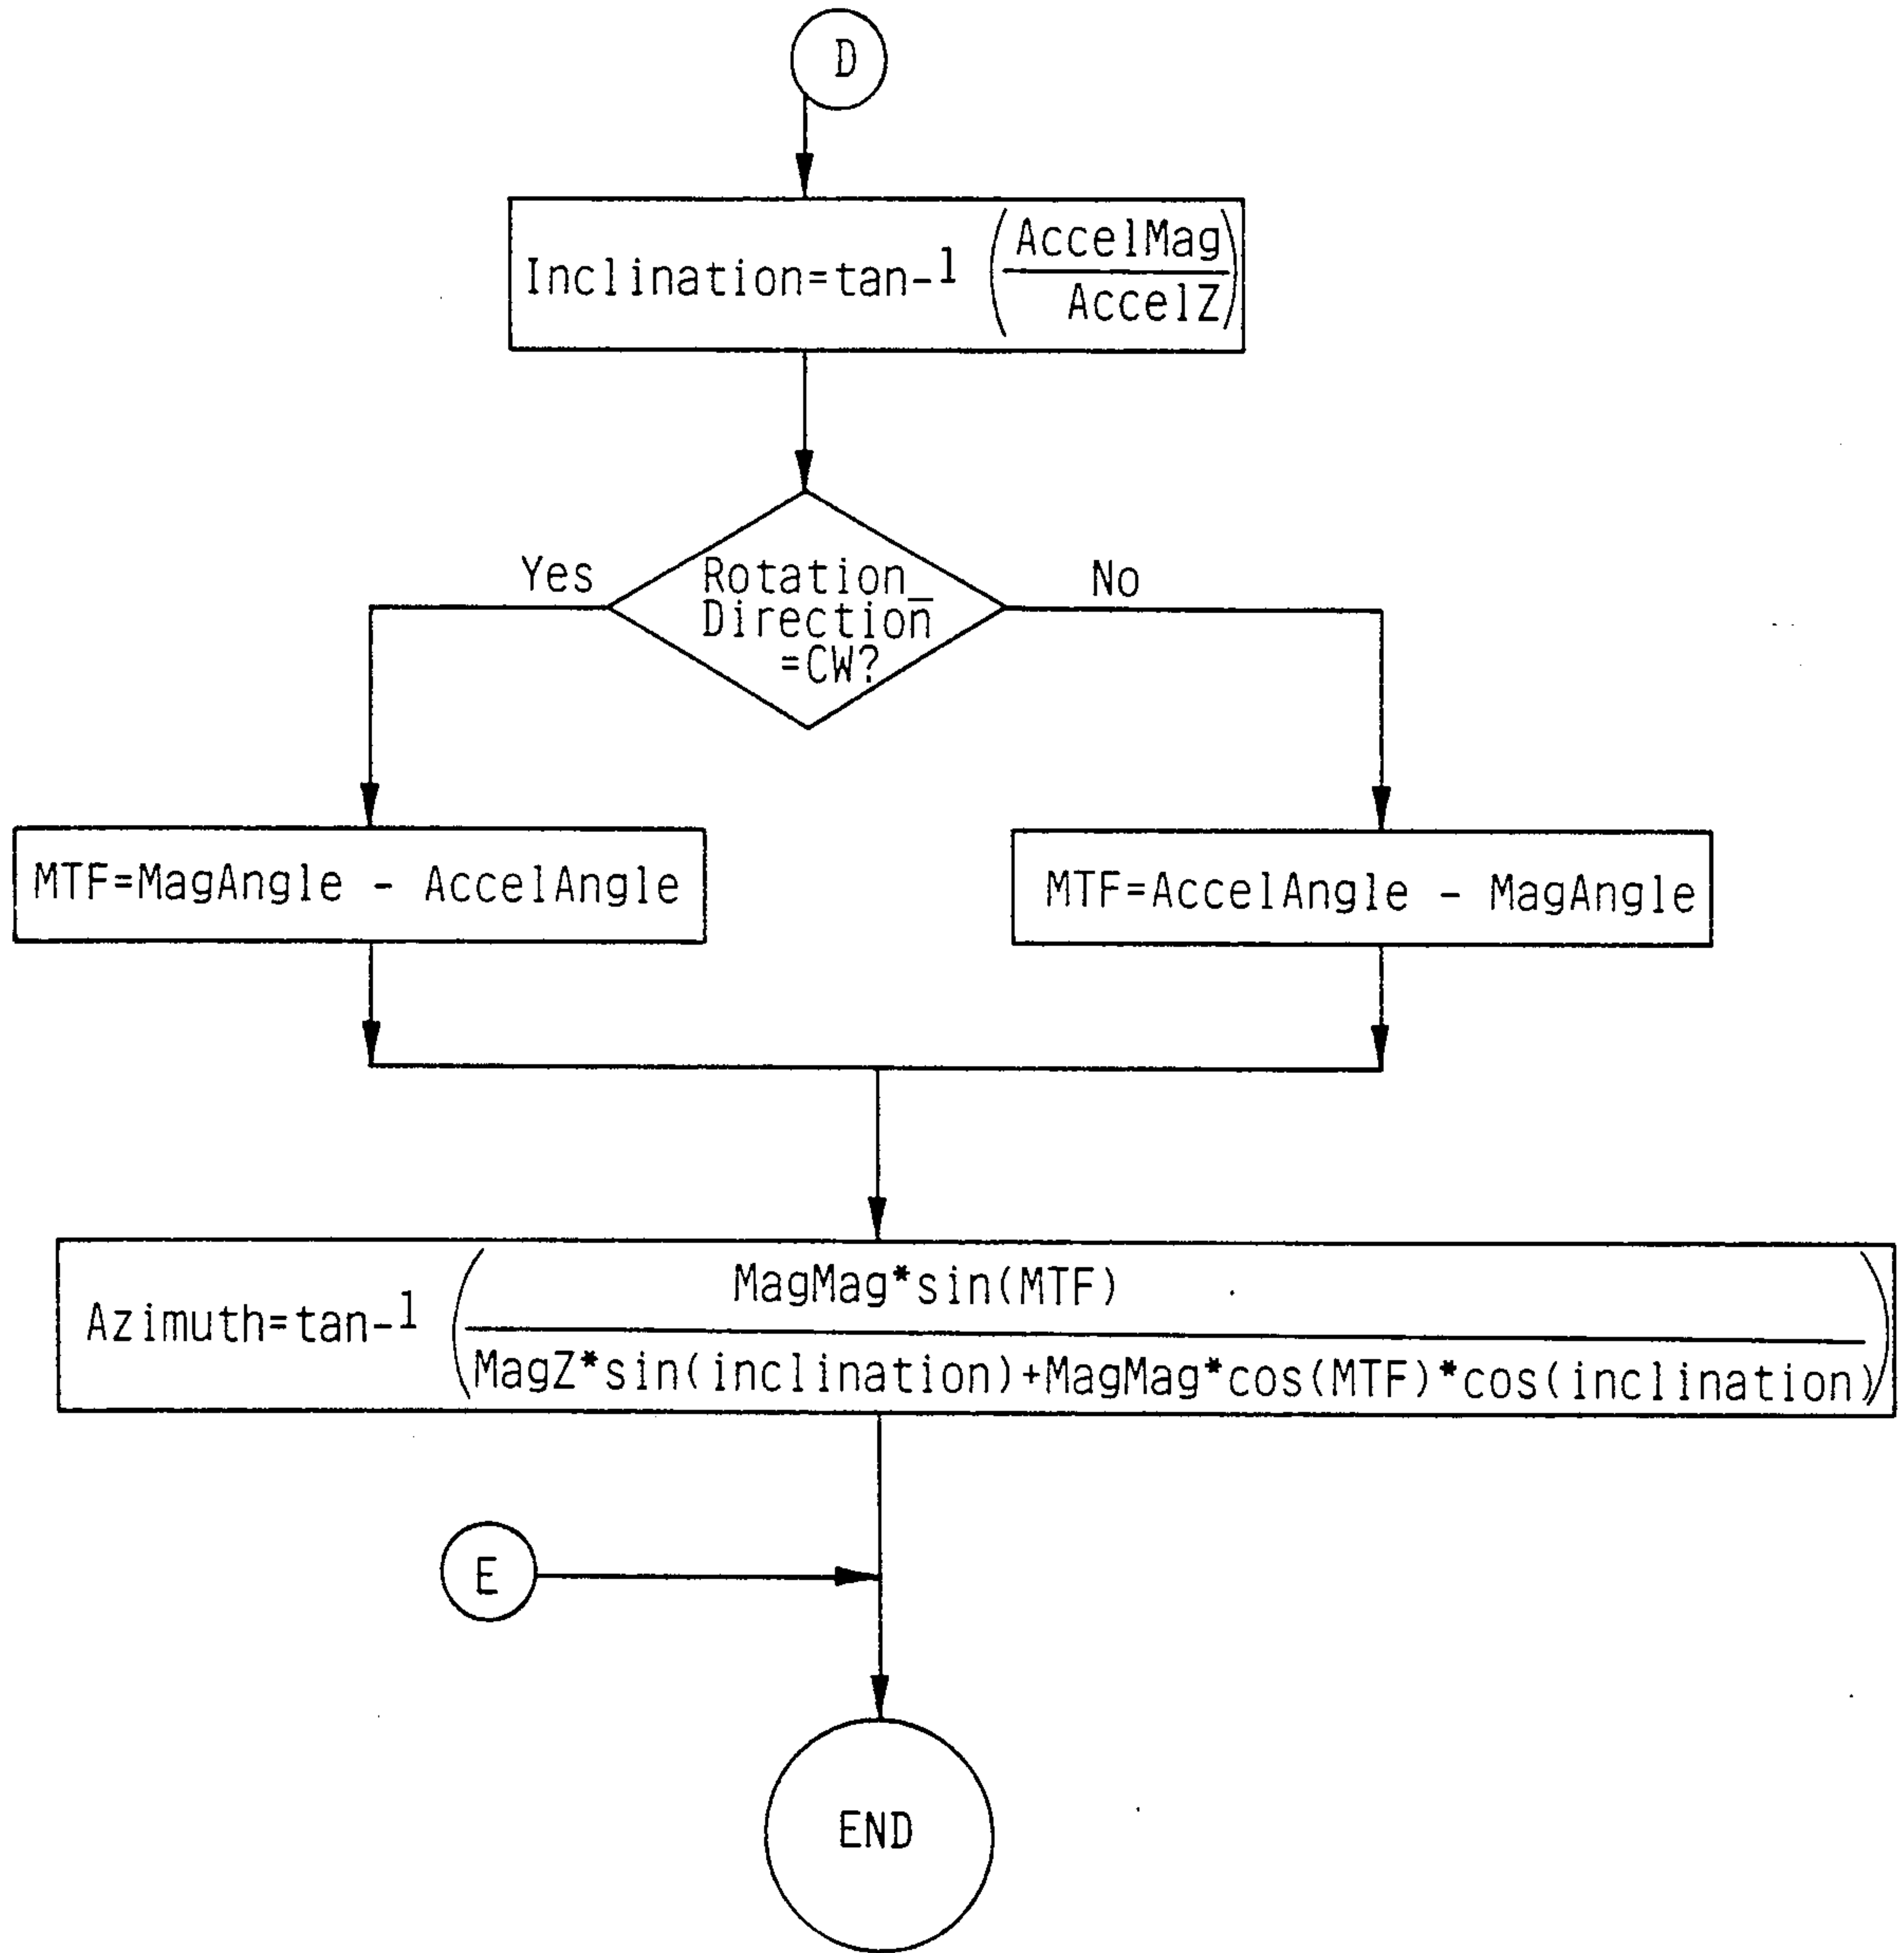 D
Inclination=tan-1 (AccelMag
AccelZ)
Rotation_
Direction
=CW?
Yes
No
MTF=MagAngle - AccelAngle
MTF=AccelAngle - MagAngle
Azimuth=tan-1 (MagMag*sin(MTF)
MagZ*sin(inclination)+MagMag*cos(MTF)*cos(inclination))
E
END